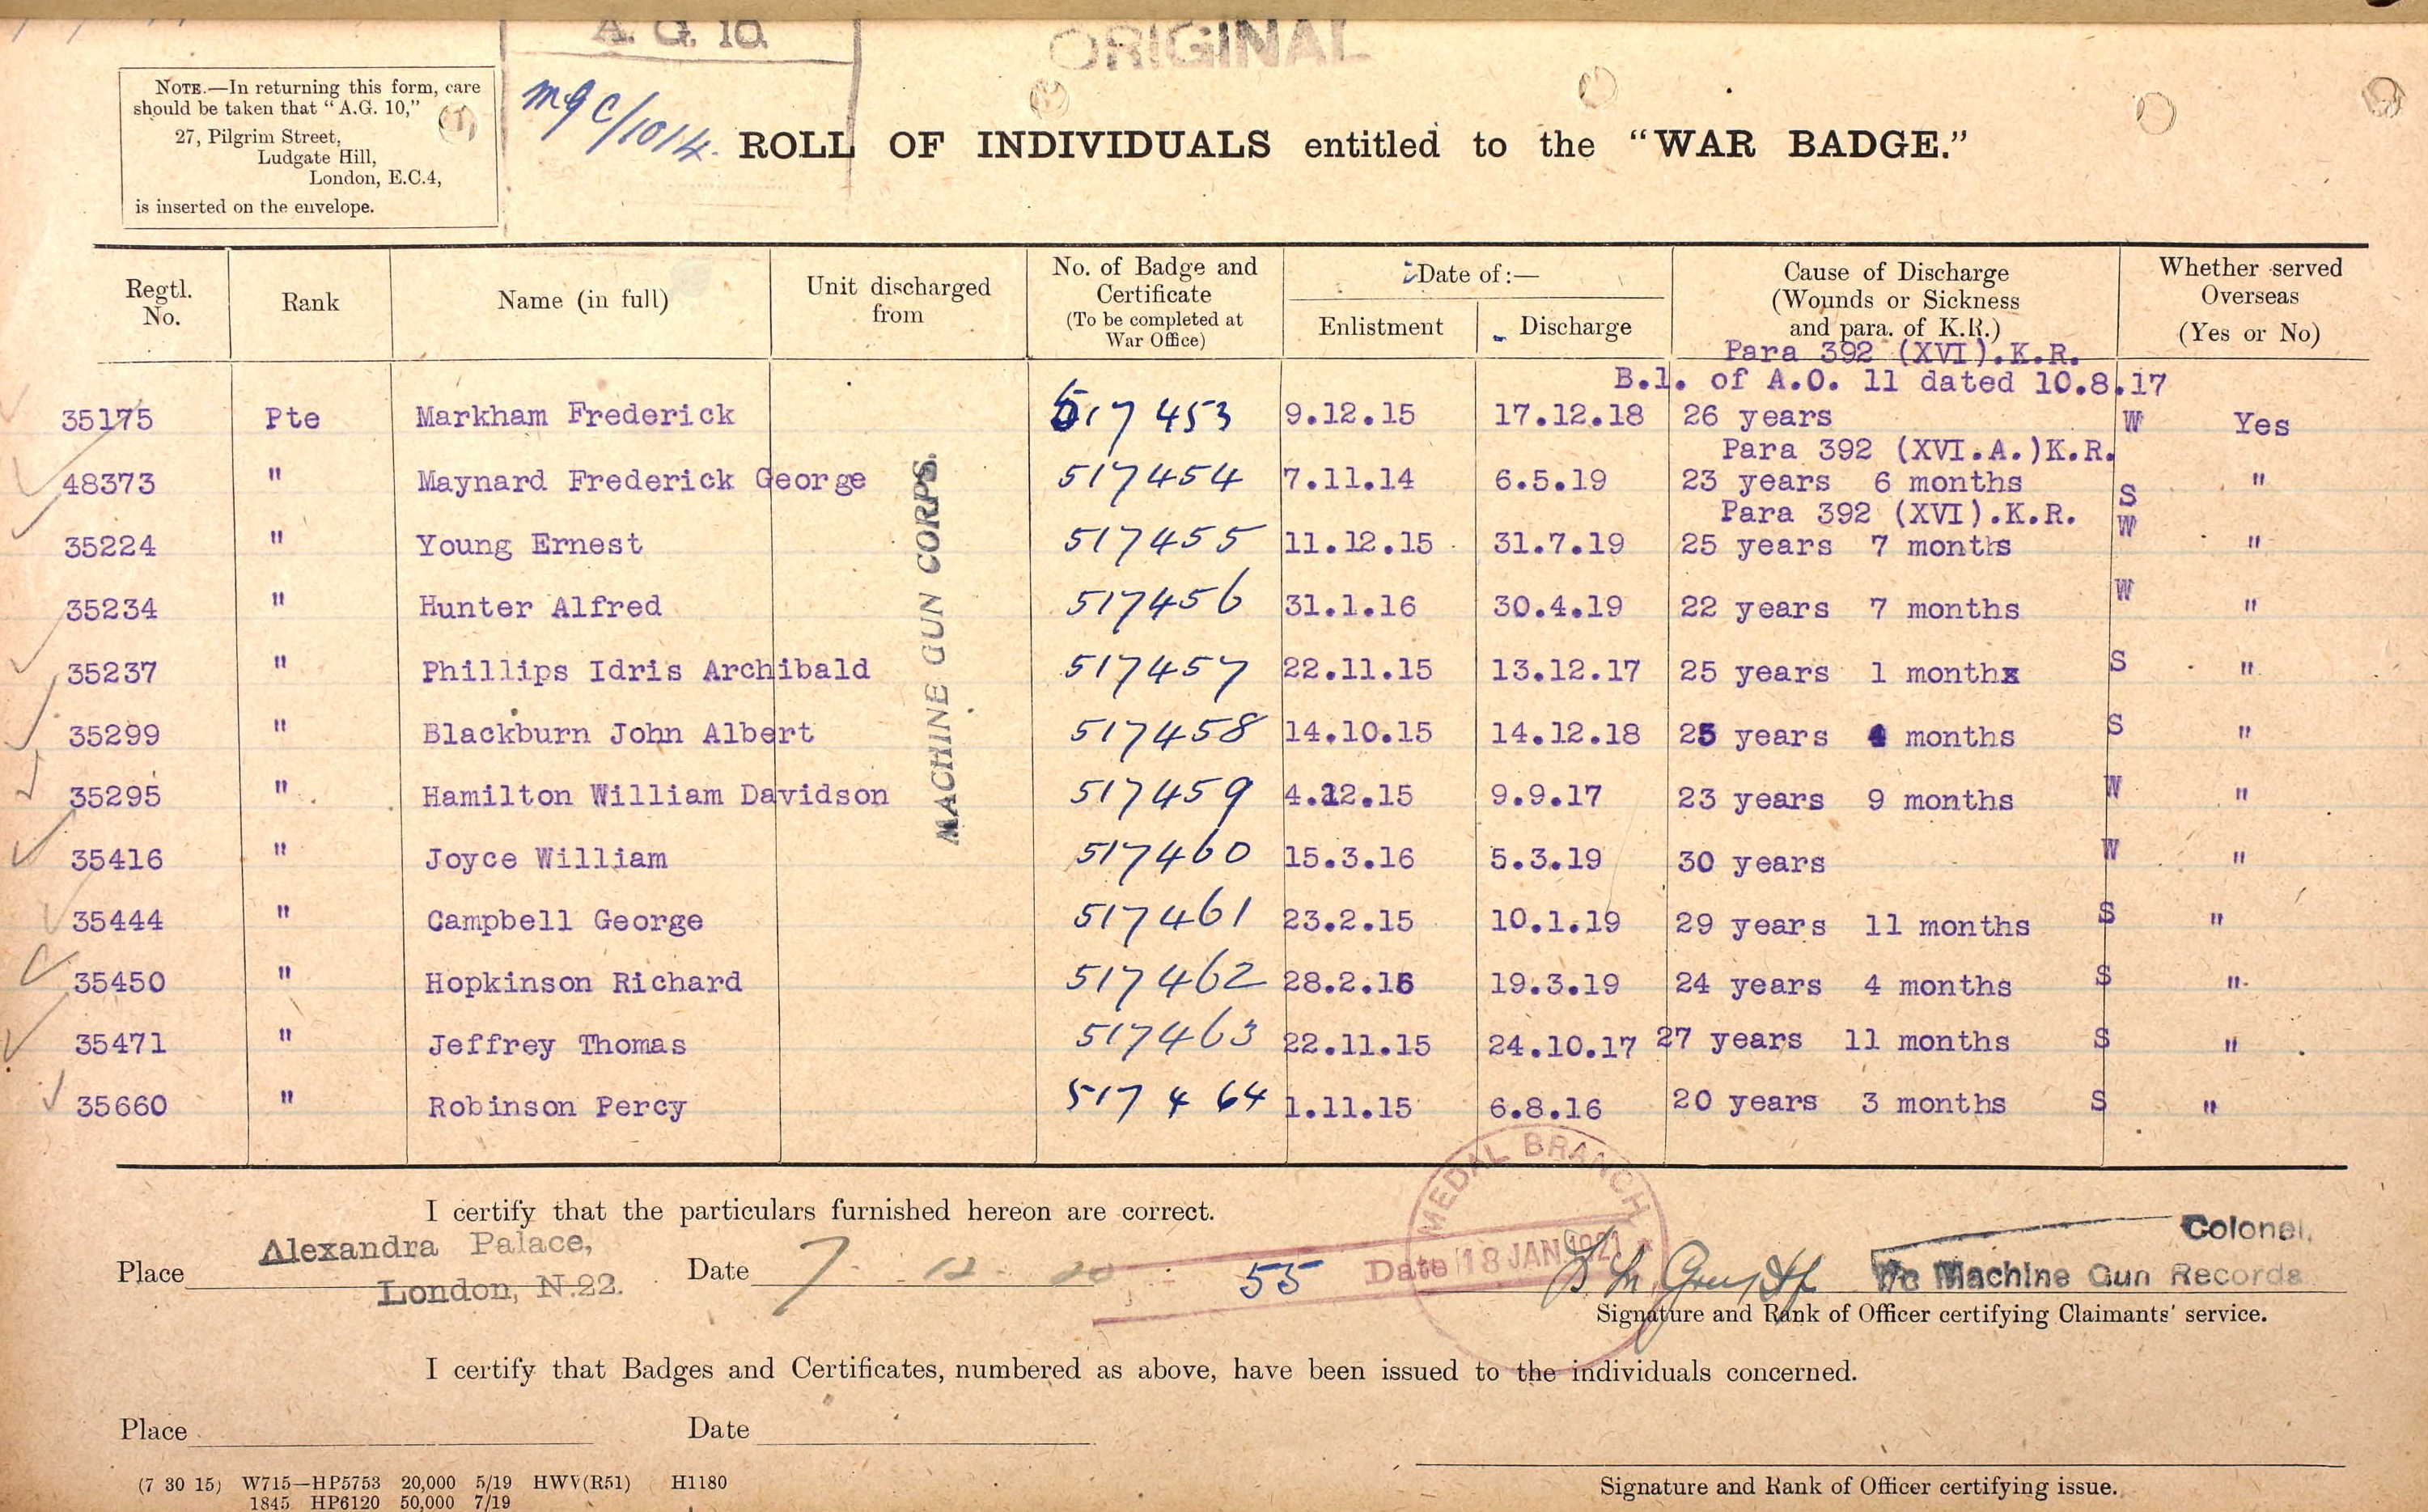 A. G. 10.
ORIGINAL
NOTE.—In returning this form, care
should be taken that "A.G. 10,"
27, Pilgrim Street,
Ludgate Hill,
London, E.C.4,
is inserted on the envelope.
MGC/1014.
ROLL OF INDIVIDUALS entitled to the "WAR BADGE."
Regtl. No. Rank Name (in full) Unit discharged from No. of Badge and Certificate (To be completed at War Office) Date of:— Enlistment Discharge Cause of Discharge (Wounds or Sickness and para. of K.R.) Whether served Overseas (Yes or No)
Para 392 (XVI).K.R.
B.1. of A.O. 11 dated 10.8.17
35175 Pte Markham Frederick 517453 9.12.15 17.12.18 26 years W Yes
Para 392 (XVI.A.)K.R.
48373 " Maynard Frederick George 517454 7.11.14 6.5.19 23 years 6 months S "
Para 392 (XVI).K.R.
35224 " Young Ernest 517455 11.12.15 31.7.19 25 years 7 months W "
35234 " Hunter Alfred 517456 31.1.16 30.4.19 22 years 7 months W "
35237 " Phillips Idris Archibald 517457 22.11.15 13.12.17 25 years 1 monthx S "
35299 " Blackburn John Albert 517458 14.10.15 14.12.18 25 years 4 months S "
35295 " Hamilton William Davidson 517459 4.12.15 9.9.17 23 years 9 months W "
35416 " Joyce William 517460 15.3.16 5.3.19 30 years W "
35444 " Campbell George 517461 23.2.15 10.1.19 29 years 11 months S "
35450 " Hopkinson Richard 517462 28.2.16 19.3.19 24 years 4 months S "
35471 " Jeffrey Thomas 517463 22.11.15 24.10.17 27 years 11 months S "
35660 " Robinson Percy 517464 1.11.15 6.8.16 20 years 3 months S "
MACHINE GUN CORPS.
I certify that the particulars furnished hereon are correct.
MEDAL BRANCH
Date 18 JAN 1921
Place Alexandra Palace,
London, N.22.
Date 7 12 20
55
Colonel,
I/c Machine Gun Records
Signature and Rank of Officer certifying Claimants' service.
I certify that Badges and Certificates, numbered as above, have been issued to the individuals concerned.
Place Date
(7 30 15) W715—HP5753 20,000 5/19 HWV(R51) H1180
1845 HP6120 50,000 7/19
Signature and Rank of Officer certifying issue.